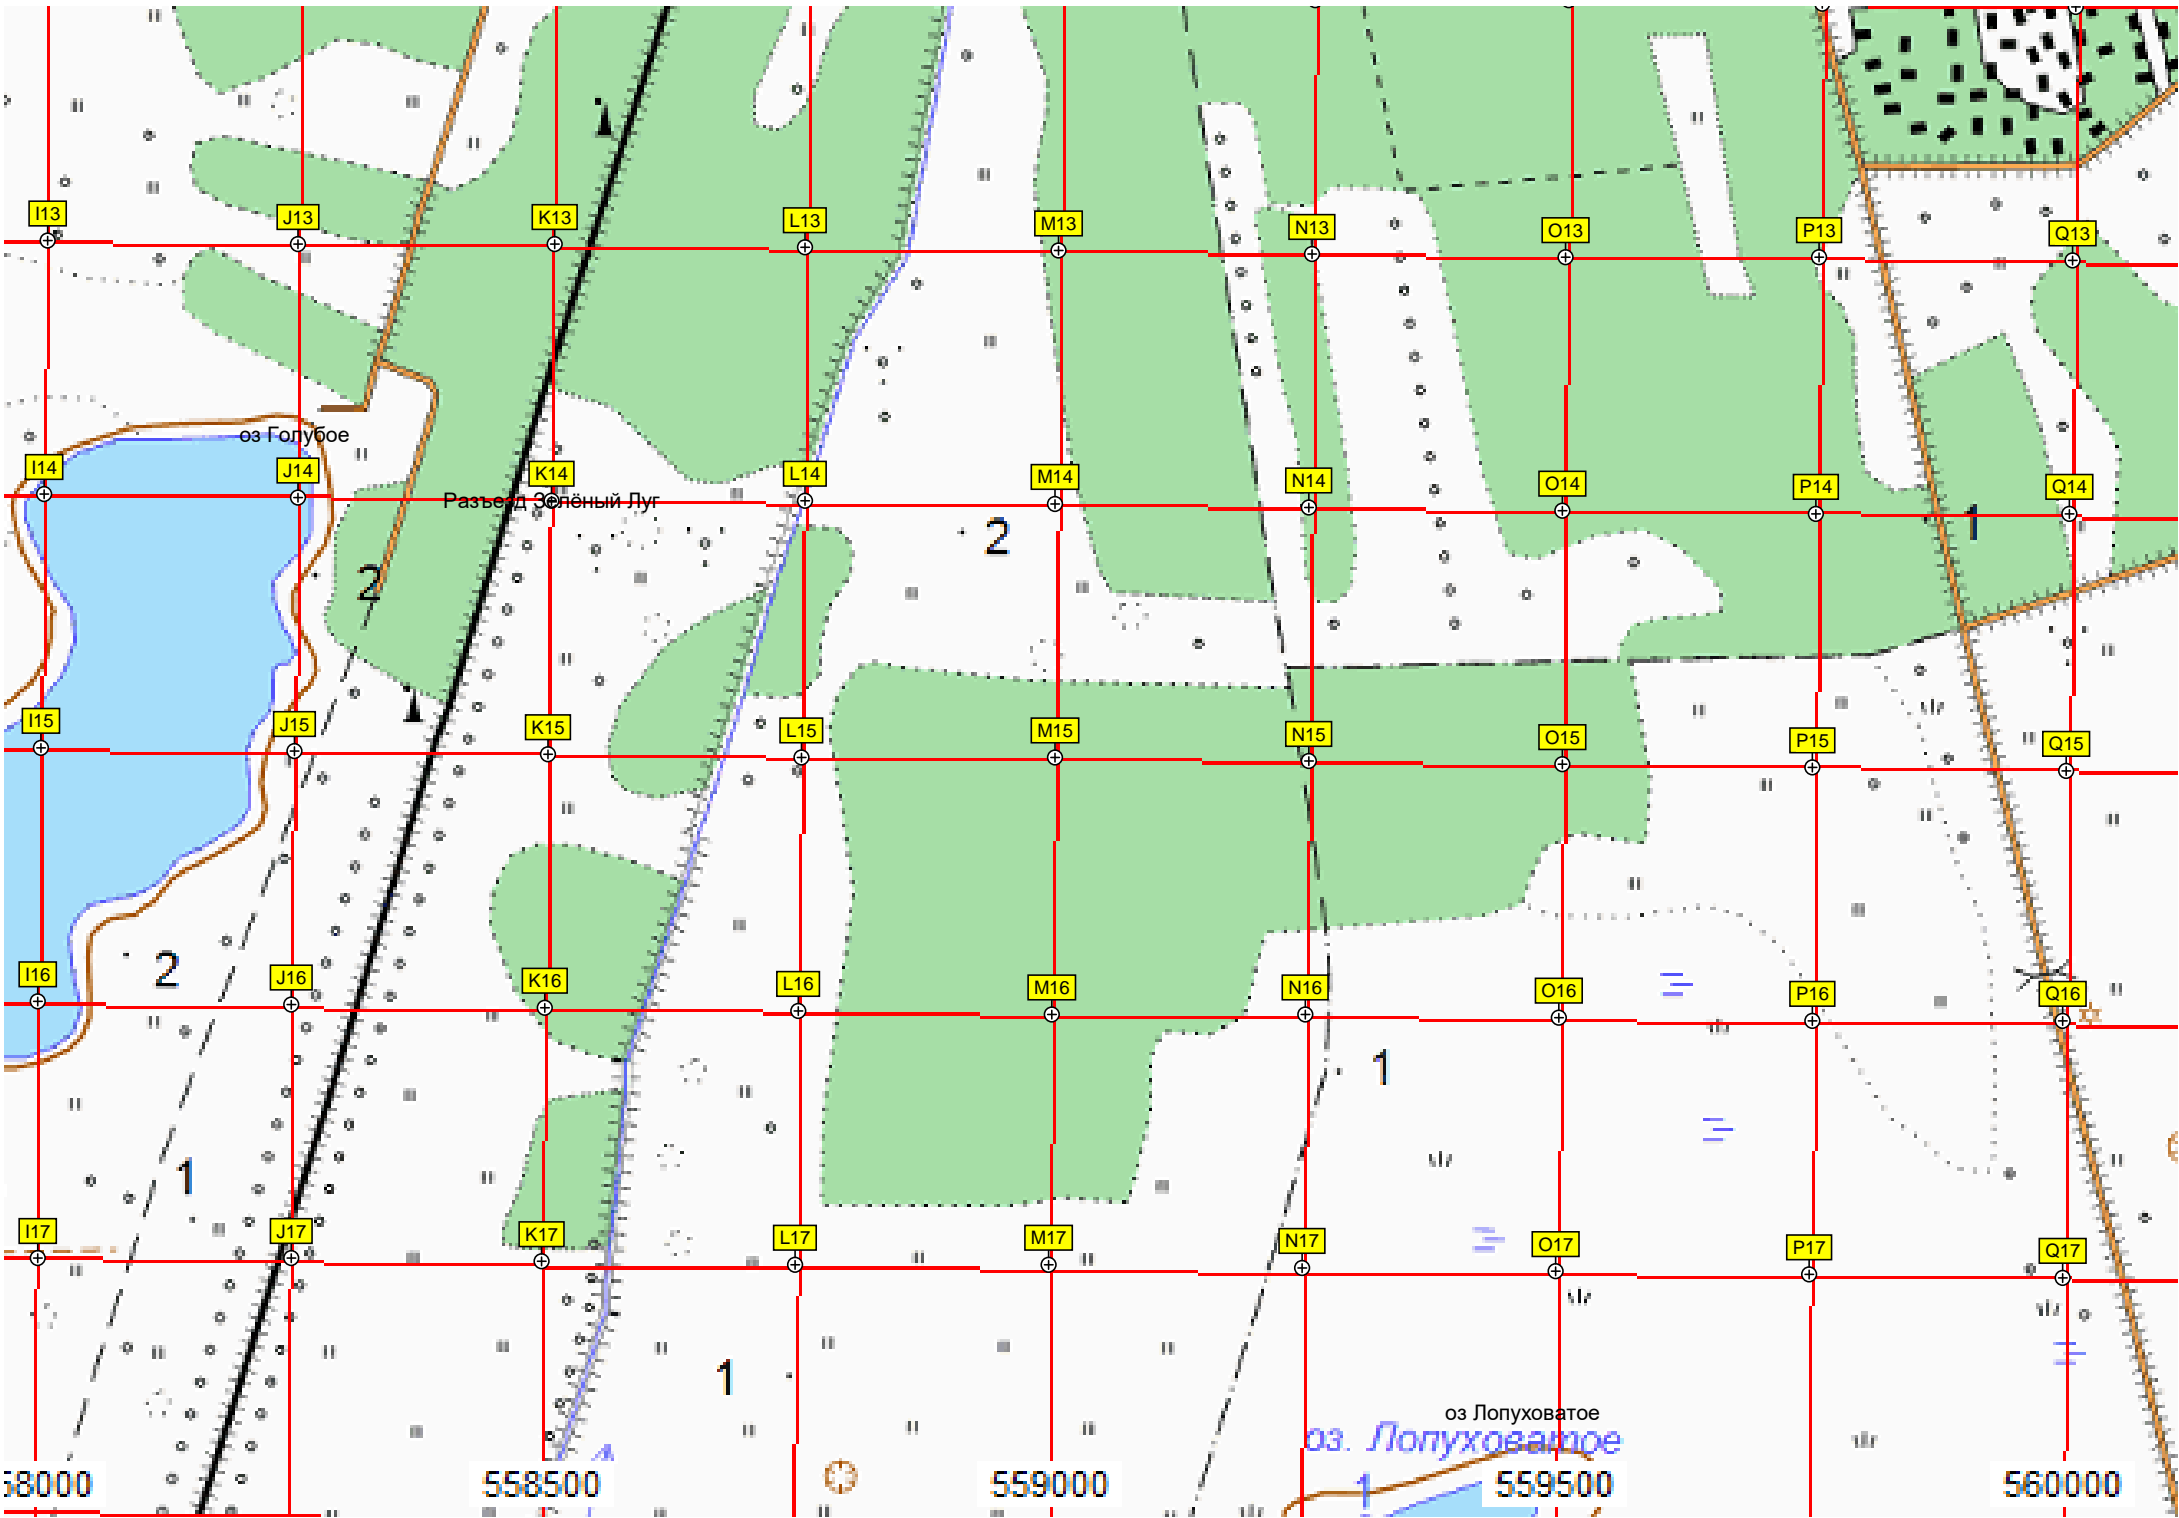 I13 J13 K13 L13 M13 N13 O13 P13 Q13
оз Голубое
I14 J14 K14 L14 M14 N14 O14 P14 Q14
Разъезд Зелёный Луг
2 1
2
I15 J15 K15 L15 M15 N15 O15 P15 Q15
2
I16 J16 K16 L16 M16 N16 O16 P16 Q16
1
1
I17 J17 K17 L17 M17 N17 O17 P17 Q17
1
оз Лопуховатое
оз. Лопуховатое
58000 558500 559000 1 559500 560000